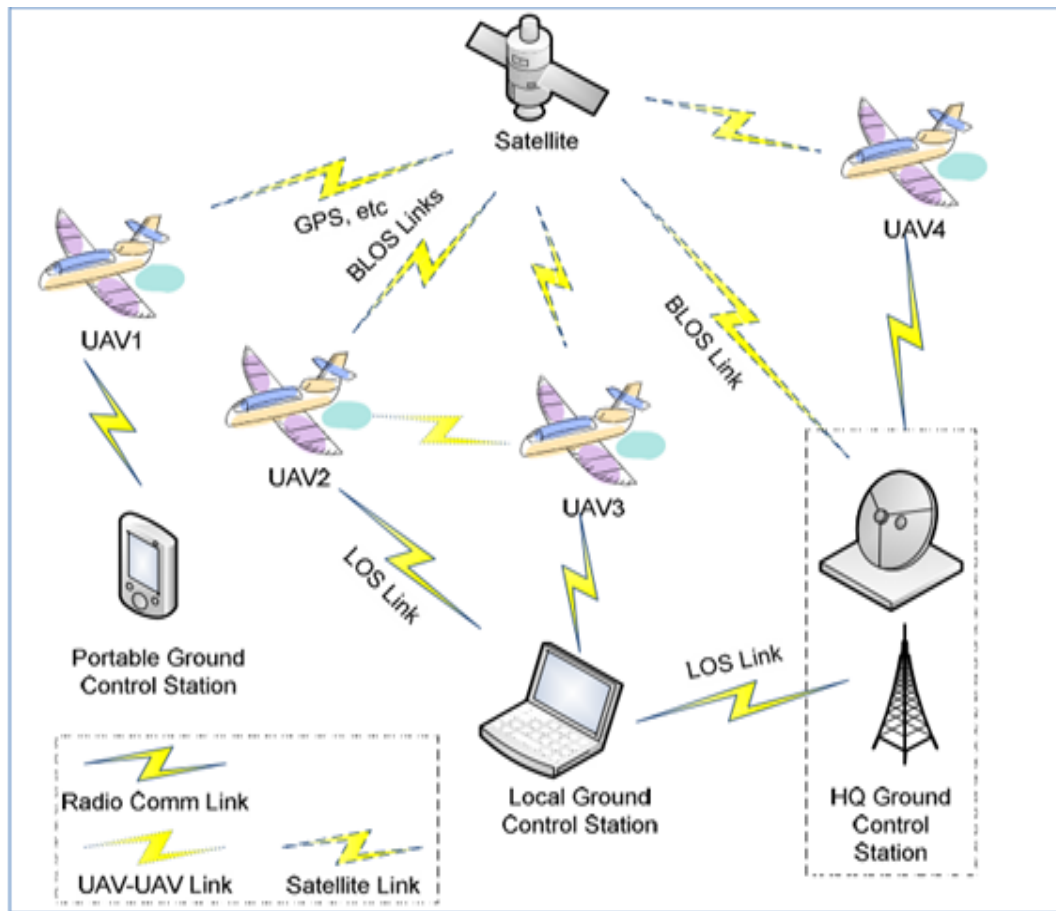 Satellite
GPS, etc
BLOS Links
UAV4
UAV1
BLOS Link
UAV2
UAV3
LOS Link
Portable Ground
Control Station
LOS Link
Radio Comm Link
Local Ground
Control Station
HQ Ground
Control
Station
UAV-UAV Link
Satellite Link